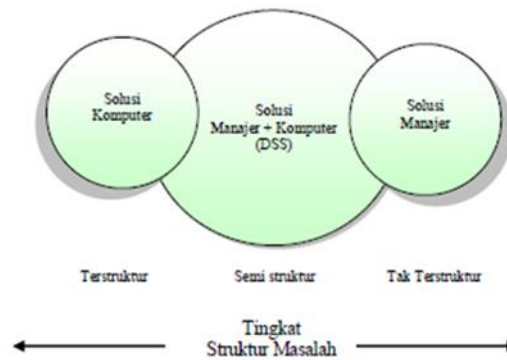 Solusi
Komputer
Solusi
Manajer + Komputer
(DSS)
Solusi
Manajer
Terstruktur
Semi struktur
Tak Terstruktur
Tingkat
Struktur Masalah